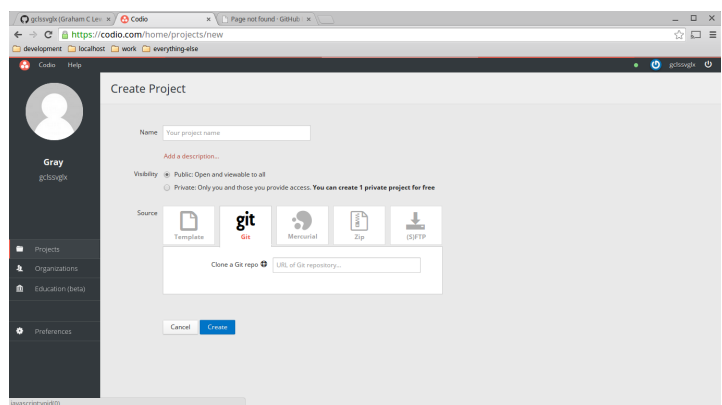 gclssvglx (Graham C Lev
Codio
Page not found · GitHub
https://codio.com/home/projects/new
development localhost work everything-else
Codio Help gclssvglx
Create Project
Gray
gclssvglx
Projects
Organizations
Education (beta)
Preferences
Name Your project name
Add a description...
Visibility Public: Open and viewable to all
Private: Only you and those you provide access. You can create 1 private project for free
Source
git
Template Git Mercurial Zip (S)FTP
Clone a Git repo URL of Git repository...
Cancel Create
javascript:void(0)